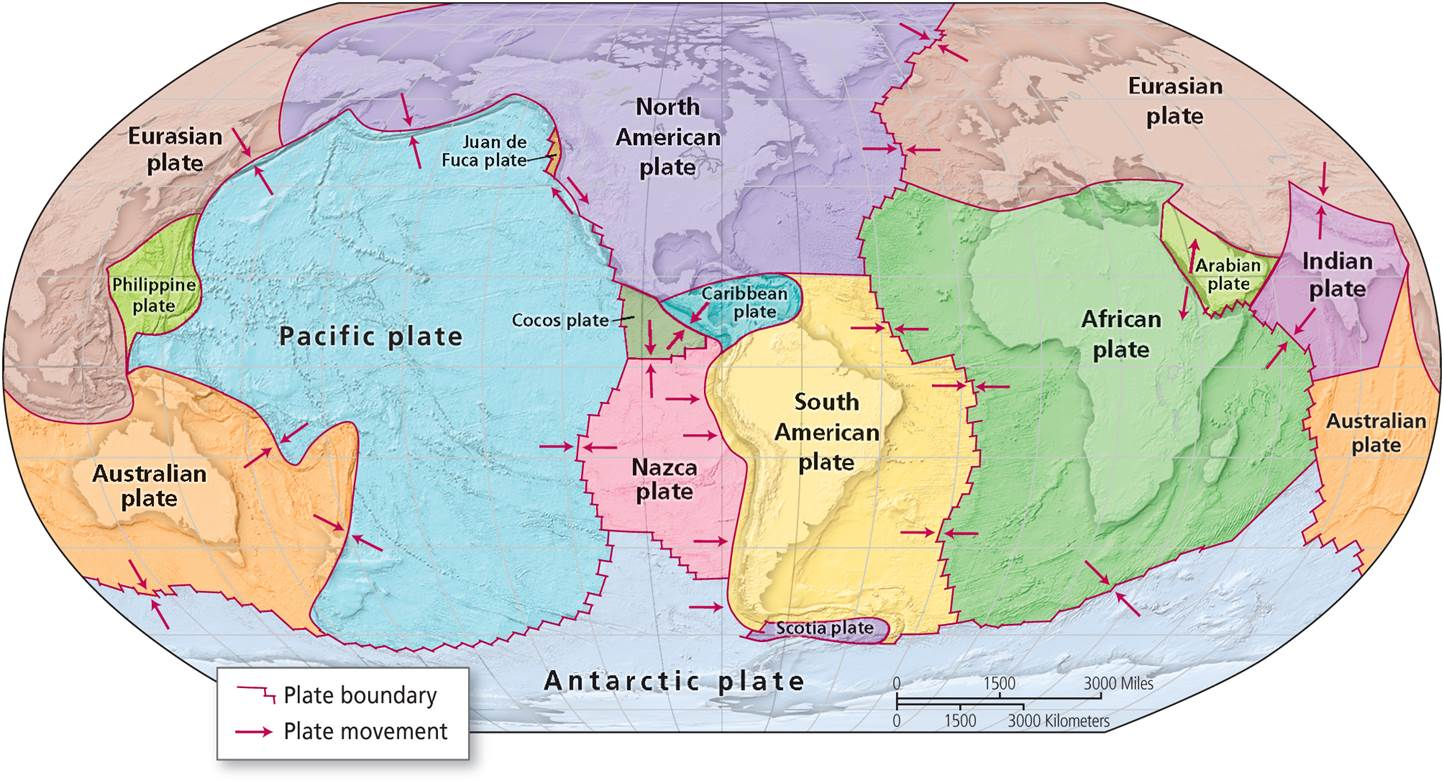 North
American
plate
Eurasian
plate
Eurasian
plate
Juan de
Fuca plate
Philippine
plate
Pacific plate
Cocos plate
Caribbean
plate
Arabian
plate
Indian
plate
African
plate
South
American
plate
Nazca
plate
Australian
plate
Australian
plate
Scotia plate
Antarctic plate
0 1500 3000 Miles
0 1500 3000 Kilometers
Plate boundary
Plate movement